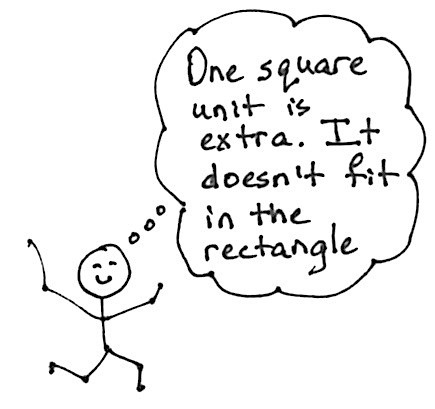 One square
unit is
extra. It
doesn't fit
in the
rectangle